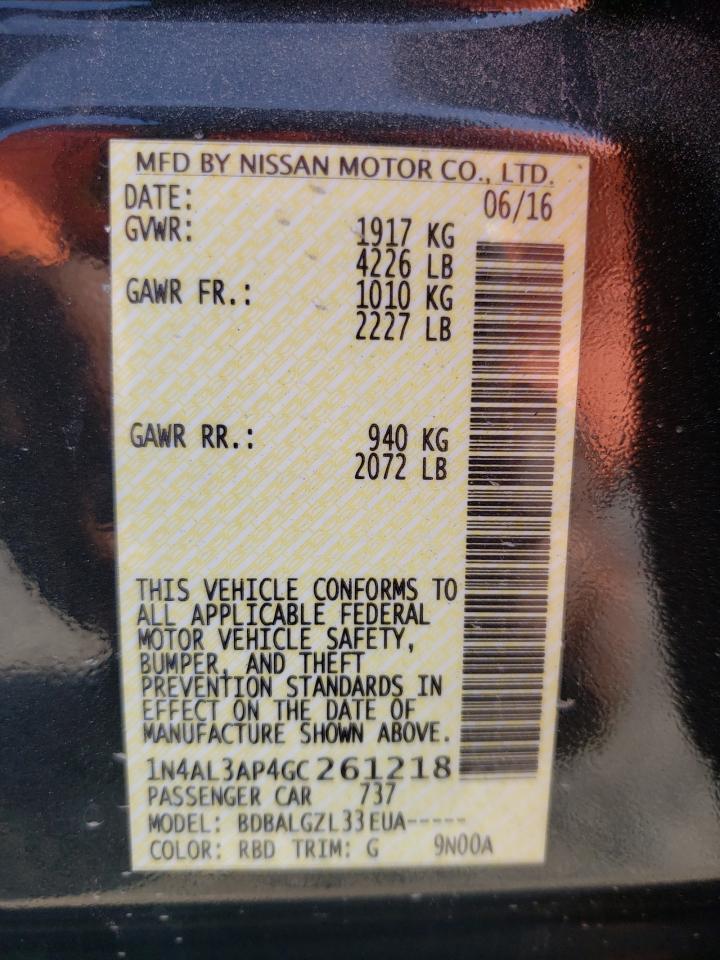 MFD BY NISSAN MOTOR CO., LTD.
DATE: 06/16
GVWR: 1917 KG
4226 LB
GAWR FR.: 1010 KG
2227 LB
GAWR RR.: 940 KG
2072 LB
THIS VEHICLE CONFORMS TO
ALL APPLICABLE FEDERAL
MOTOR VEHICLE SAFETY,
BUMPER, AND THEFT
PREVENTION STANDARDS IN
EFFECT ON THE DATE OF
MANUFACTURE SHOWN ABOVE.
1N4AL3AP4GC261218
PASSENGER CAR 737
MODEL: BDBALGZL33EUA-----
COLOR: RBD TRIM: G 9N00A